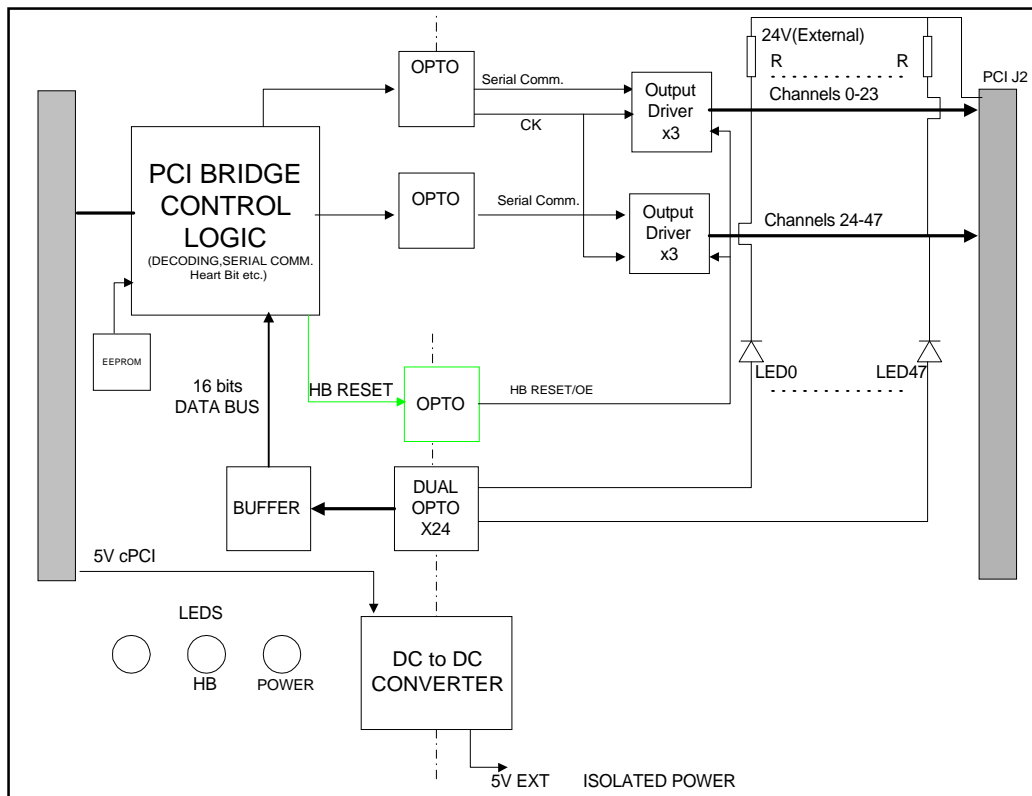 24V(External)
R R
PCI J2
OPTO
Serial Comm.
Output
Driver
x3
Channels 0-23
CK
PCI BRIDGE
CONTROL
LOGIC
(DECODING,SERIAL COMM.
Heart Bit etc.)
OPTO
Serial Comm.
Output
Driver
x3
Channels 24-47
EEPROM
LED0 LED47
16 bits
DATA BUS
HB RESET
OPTO
HB RESET/OE
BUFFER
DUAL
OPTO
X24
5V cPCI
LEDS
HB
POWER
DC to DC
CONVERTER
5V EXT ISOLATED POWER